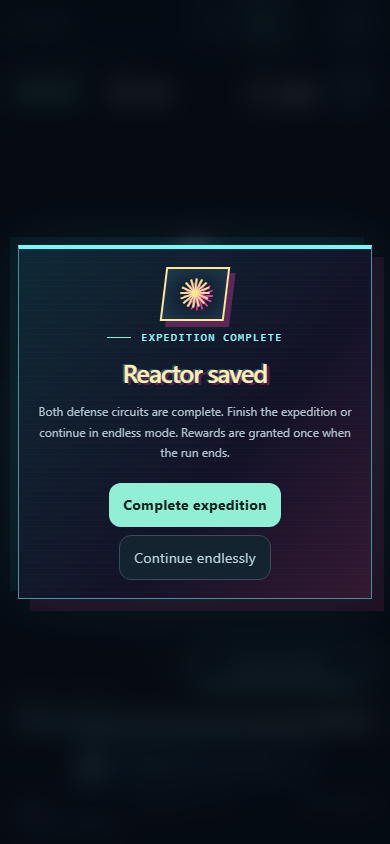 EXPEDITION COMPLETE
Reactor saved
Both defense circuits are complete. Finish the expedition or
continue in endless mode. Rewards are granted once when
the run ends.
Complete expedition
Continue endlessly